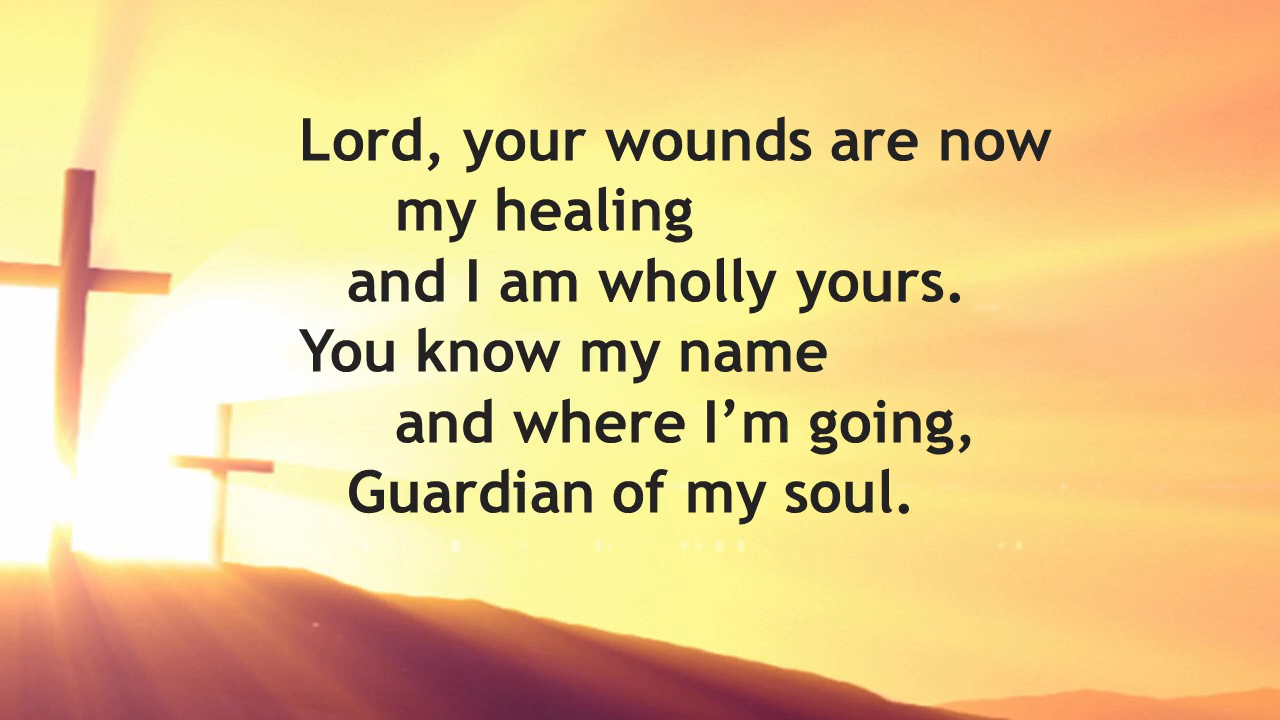 Lord, your wounds are now
my healing
and I am wholly yours.
You know my name
and where I’m going,
Guardian of my soul.